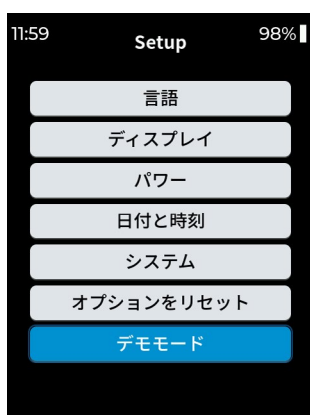 11:59
Setup
98%
言語
ディスプレイ
パワー
日付と時刻
システム
オプションをリセット
デモモード